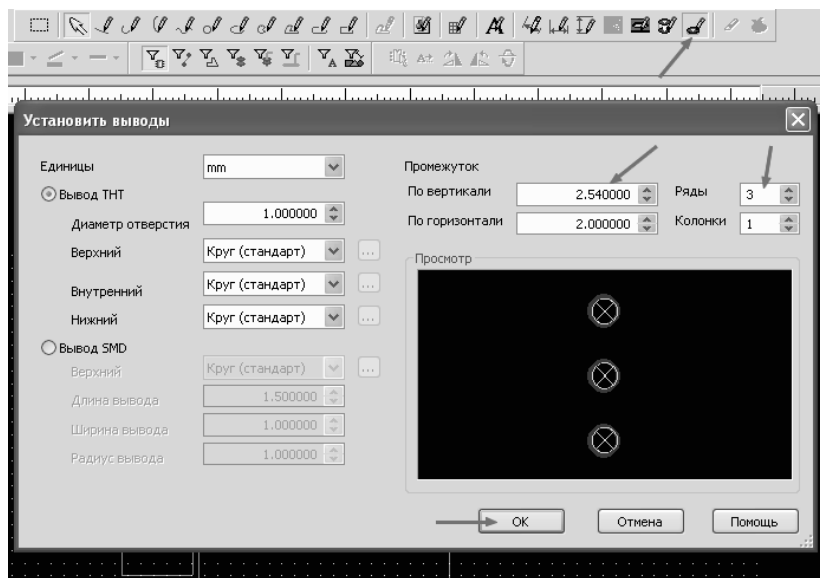 Установить выводы
Единицы
mm
Вывод THT
Диаметр отверстия
1.000000
Верхний
Круг (стандарт)
...
Внутренний
Круг (стандарт)
...
Нижний
Круг (стандарт)
...
Вывод SMD
Верхний
Круг (стандарт)
...
Длина вывода
1.500000
Ширина вывода
1.000000
Радиус вывода
1.000000
Промежуток
По вертикали
2.540000
Ряды
3
По горизонтали
2.000000
Колонки
1
Просмотр
OK
Отмена
Помощь